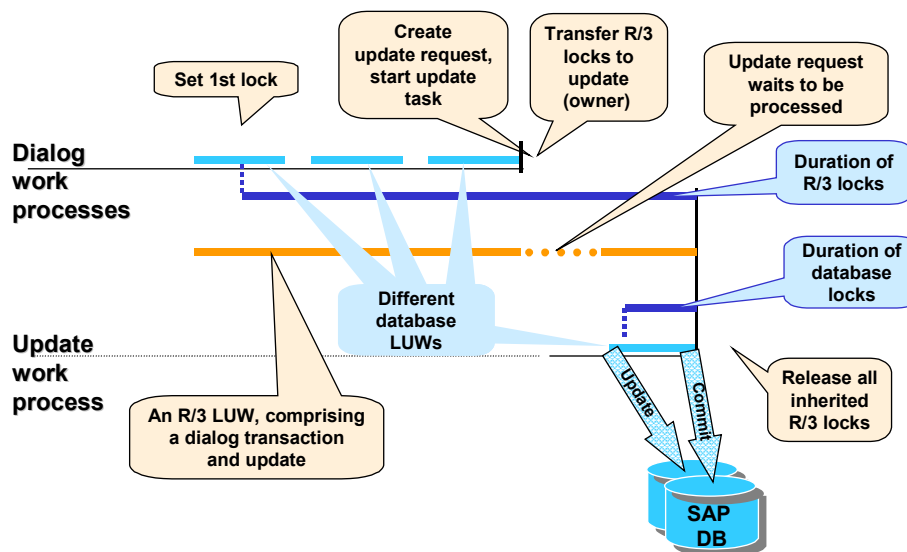 Create
update request,
start update
task
Transfer R/3
locks to
update
(owner)
Update request
waits to be
processed
Set 1st lock
Dialog
work
processes
Duration of
R/3 locks
Duration of
database
locks
Different
database
LUWs
Update
work
process
An R/3 LUW, comprising
a dialog transaction
and update
Update
Commit
Release all
inherited
R/3 locks
SAP
DB